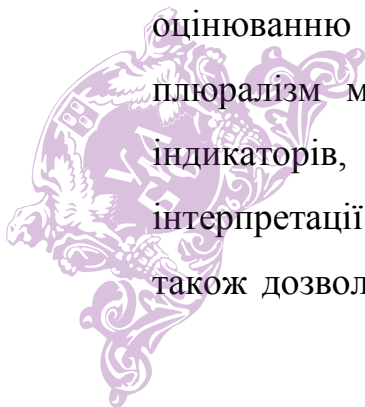 оцінюванню
плюралізм м
індикаторів,
інтерпретації
також дозвол